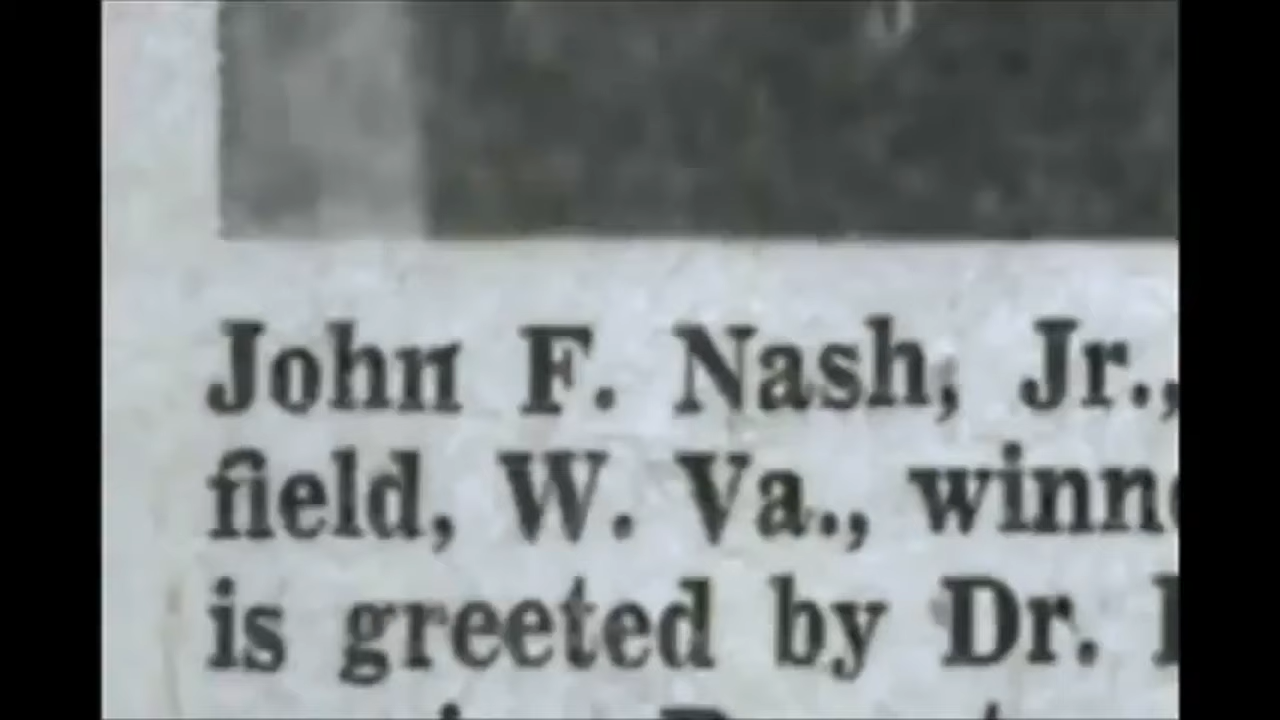 John F. Nash, Jr.,
field, W. Va., winn
is greeted by Dr.